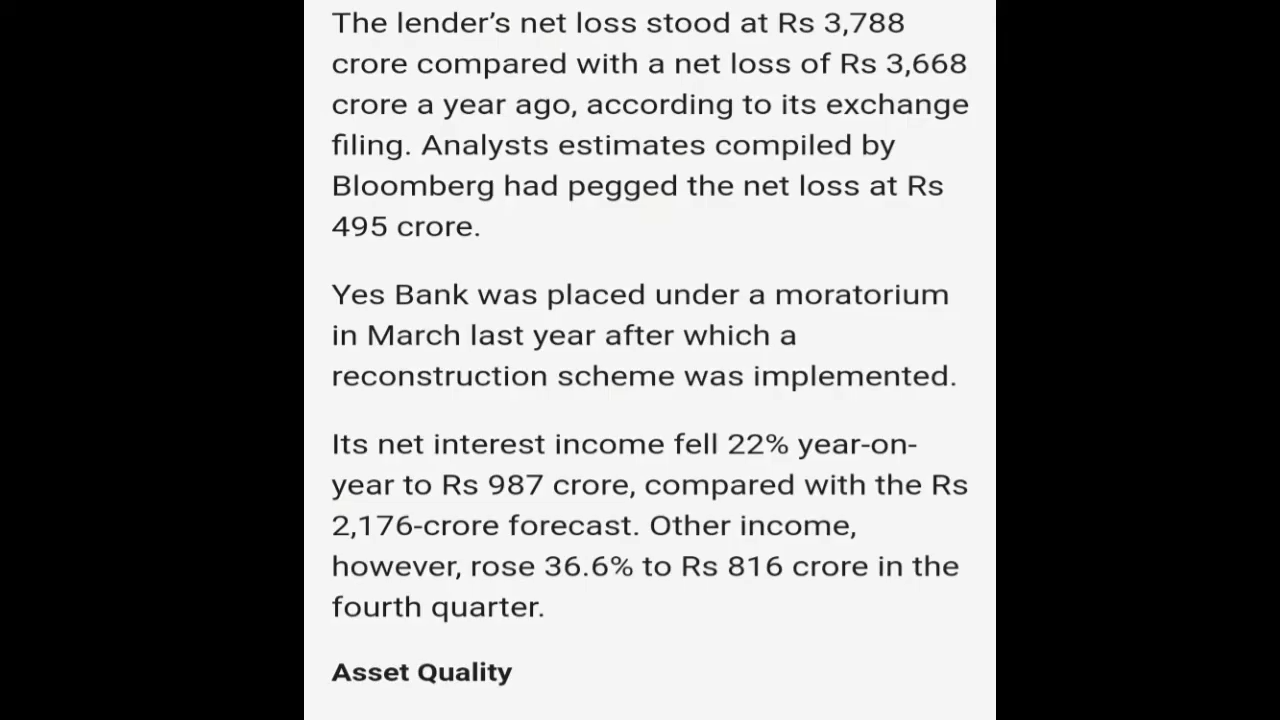 The lender’s net loss stood at Rs 3,788
crore compared with a net loss of Rs 3,668
crore a year ago, according to its exchange
filing. Analysts estimates compiled by
Bloomberg had pegged the net loss at Rs
495 crore.
Yes Bank was placed under a moratorium
in March last year after which a
reconstruction scheme was implemented.
Its net interest income fell 22% year-on-
year to Rs 987 crore, compared with the Rs
2,176-crore forecast. Other income,
however, rose 36.6% to Rs 816 crore in the
fourth quarter.
Asset Quality